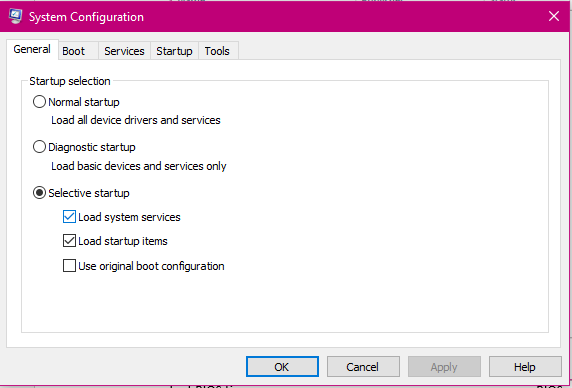 System Configuration
General Boot Services Startup Tools
Startup selection
Normal startup
Load all device drivers and services
Diagnostic startup
Load basic devices and services only
Selective startup
Load system services
Load startup items
Use original boot configuration
OK Cancel Apply Help